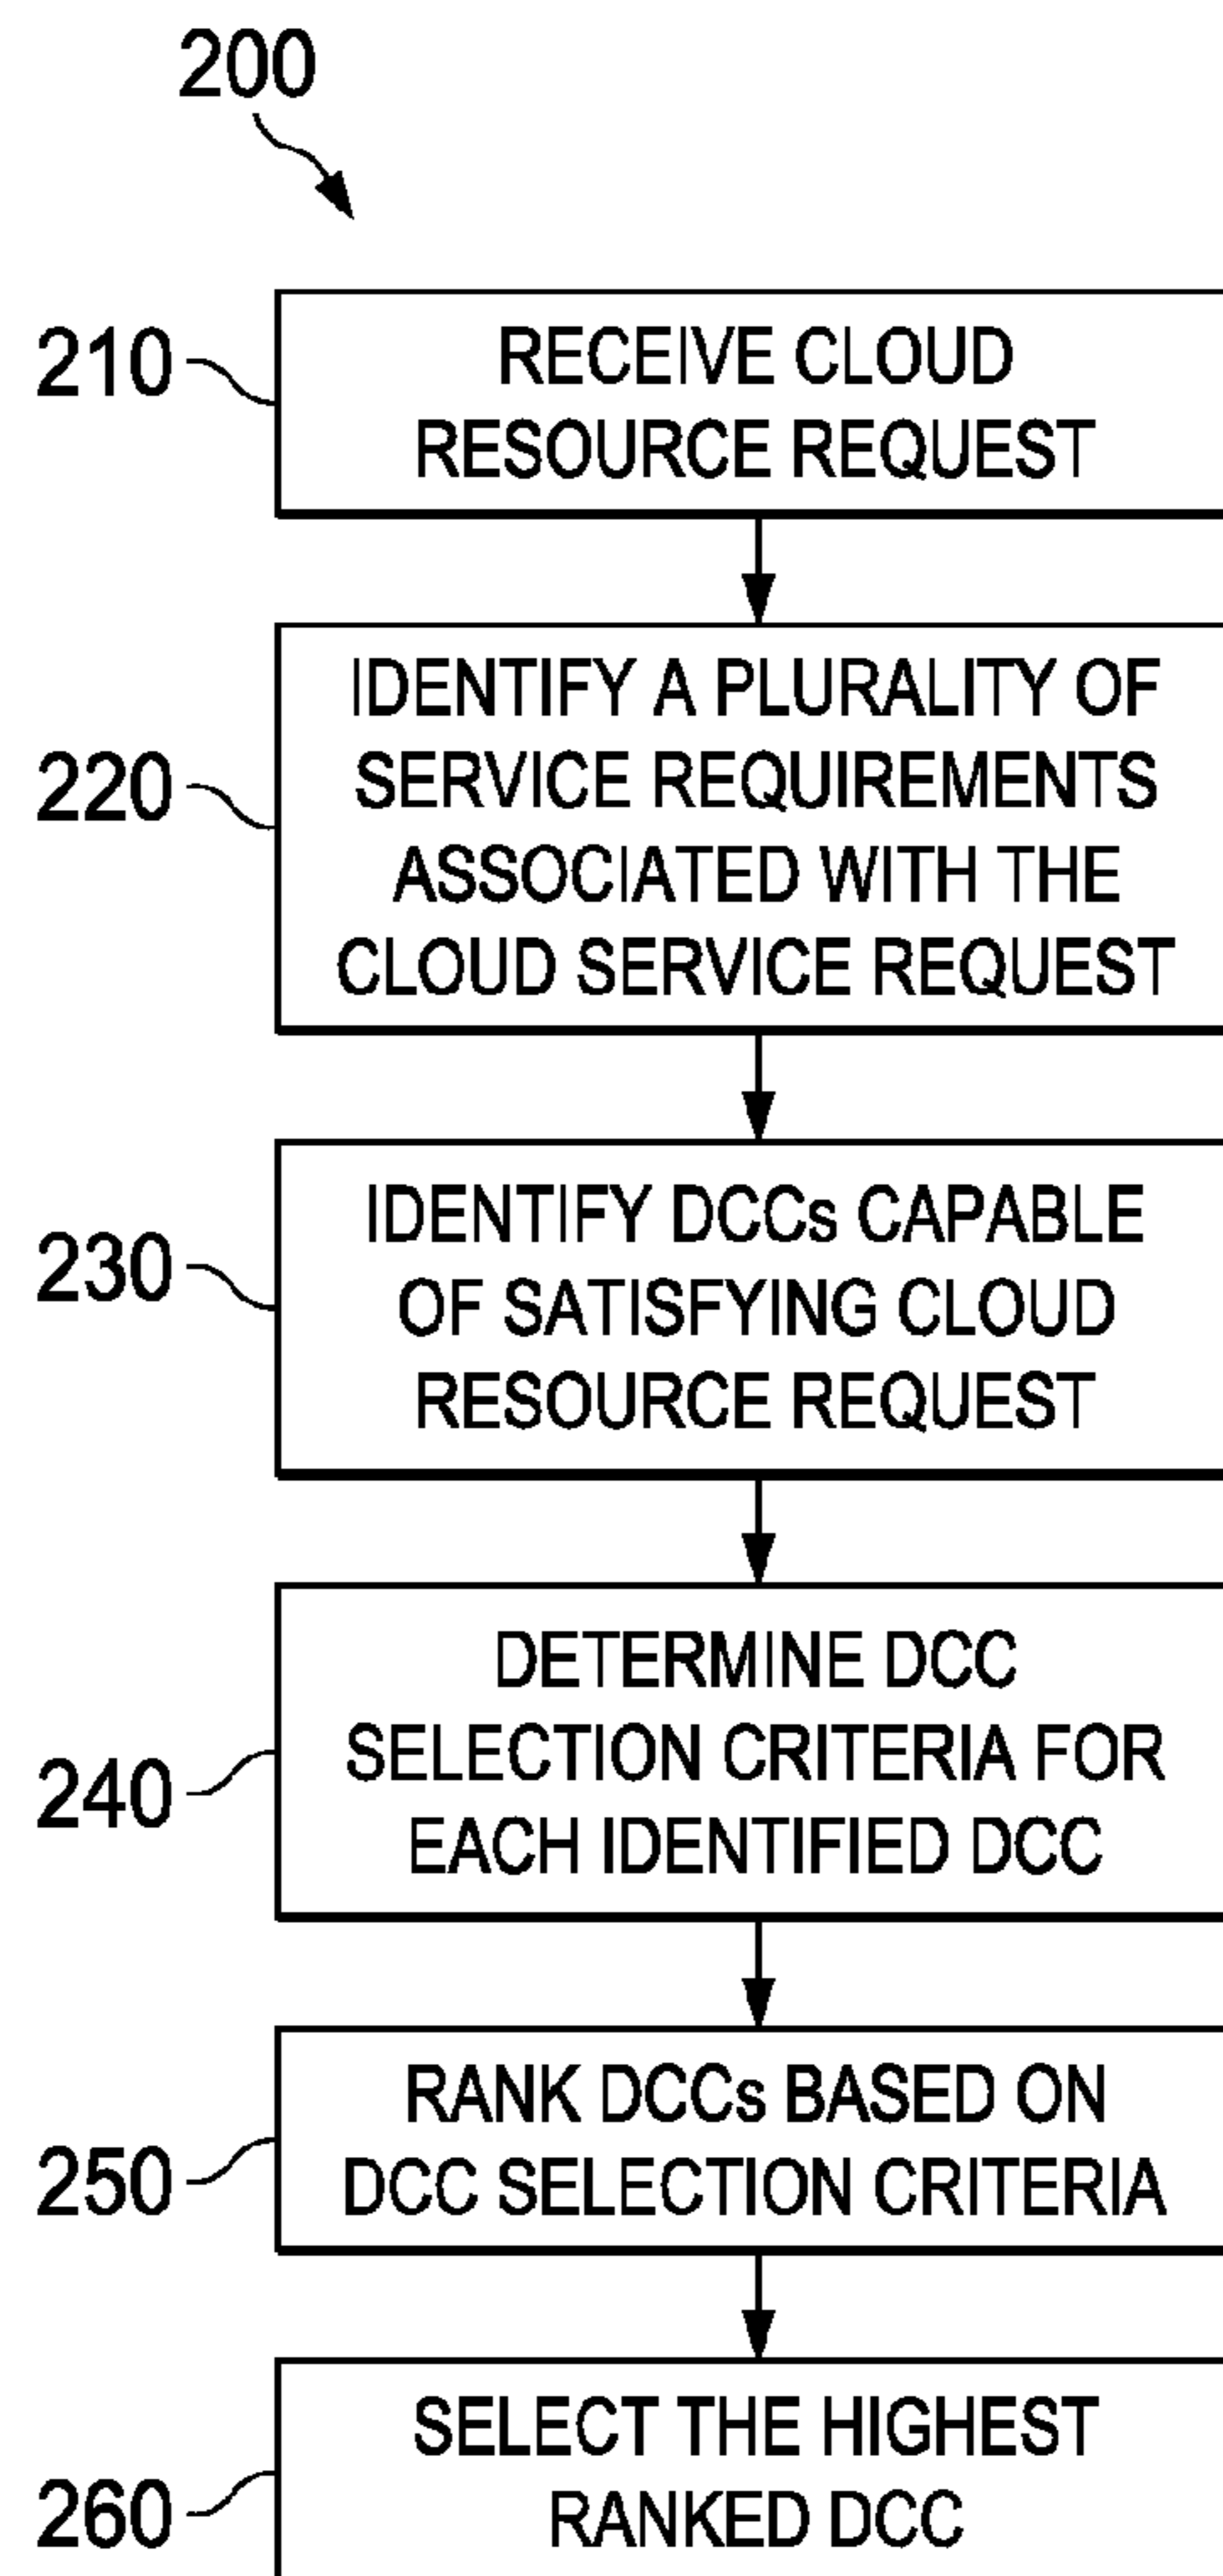 200
210
RECEIVE CLOUD
RESOURCE REQUEST
220
IDENTIFY A PLURALITY OF
SERVICE REQUIREMENTS
ASSOCIATED WITH THE
CLOUD SERVICE REQUEST
230
IDENTIFY DCCs CAPABLE
OF SATISFYING CLOUD
RESOURCE REQUEST
240
DETERMINE DCC
SELECTION CRITERIA FOR
EACH IDENTIFIED DCC
250
RANK DCCs BASED ON
DCC SELECTION CRITERIA
260
SELECT THE HIGHEST
RANKED DCC